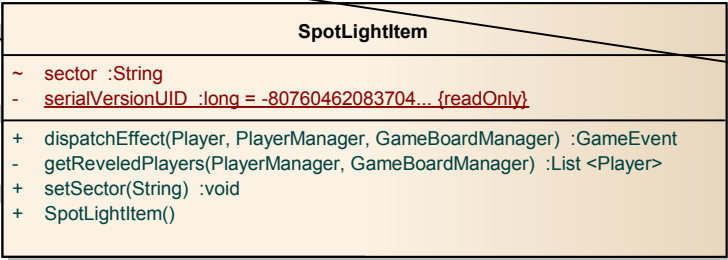 SpotLightItem
~ sector :String
- serialVersionUID :long = -80760462083704... {readOnly}
+ dispatchEffect(Player, PlayerManager, GameBoardManager) :GameEvent
- getReveledPlayers(PlayerManager, GameBoardManager) :List <Player>
+ setSector(String) :void
+ SpotLightItem()